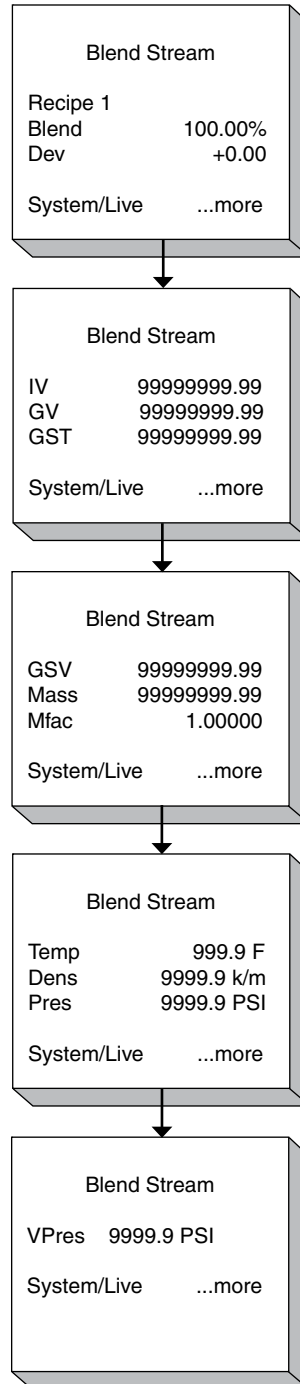 Blend Stream
Recipe 1
Blend 100.00%
Dev +0.00
System/Live ...more
Blend Stream
IV 99999999.99
GV 99999999.99
GST 99999999.99
System/Live ...more
Blend Stream
GSV 99999999.99
Mass 99999999.99
Mfac 1.00000
System/Live ...more
Blend Stream
Temp 999.9 F
Dens 9999.9 k/m
Pres 9999.9 PSI
System/Live ...more
Blend Stream
VPres 9999.9 PSI
System/Live ...more